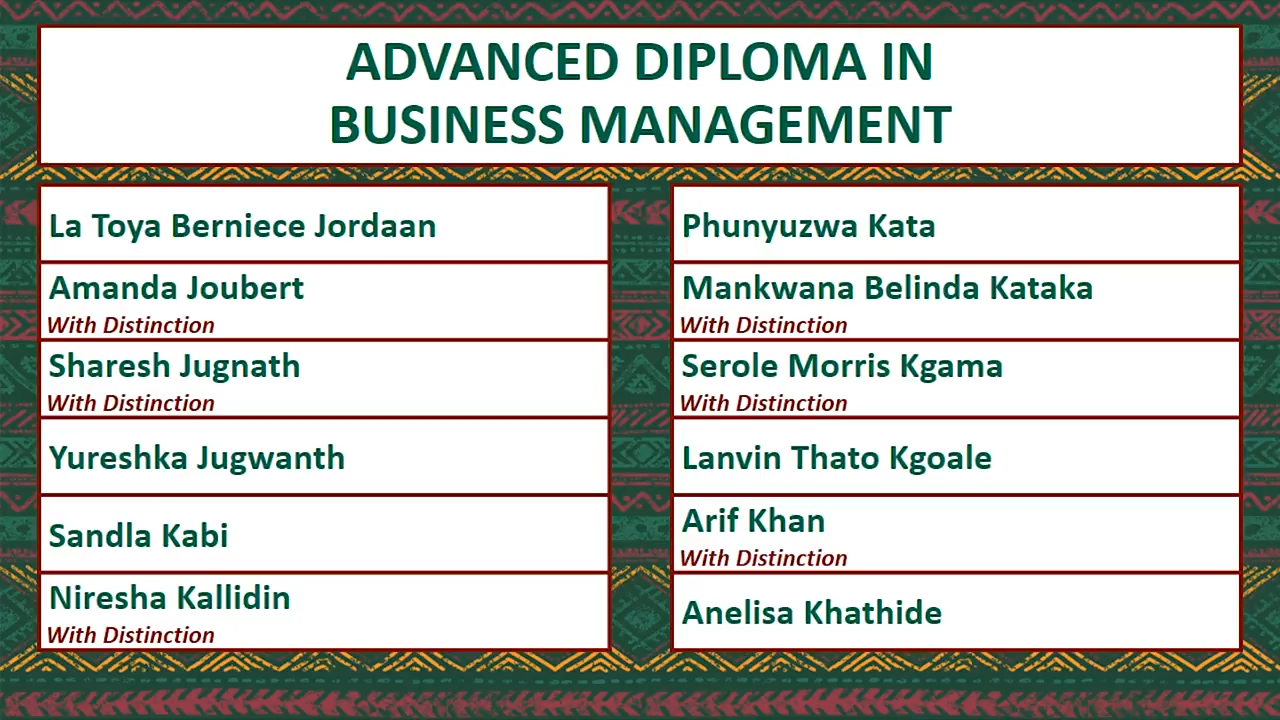 ADVANCED DIPLOMA IN
BUSINESS MANAGEMENT
La Toya Berniece Jordaan
Amanda Joubert
With Distinction
Sharesh Jugnath
With Distinction
Yureshka Jugwanth
Sandla Kabi
Niresha Kallidin
With Distinction
Phunyuzwa Kata
Mankwana Belinda Kataka
With Distinction
Serole Morris Kgama
With Distinction
Lanvin Thato Kgoale
Arif Khan
With Distinction
Anelisa Khathide